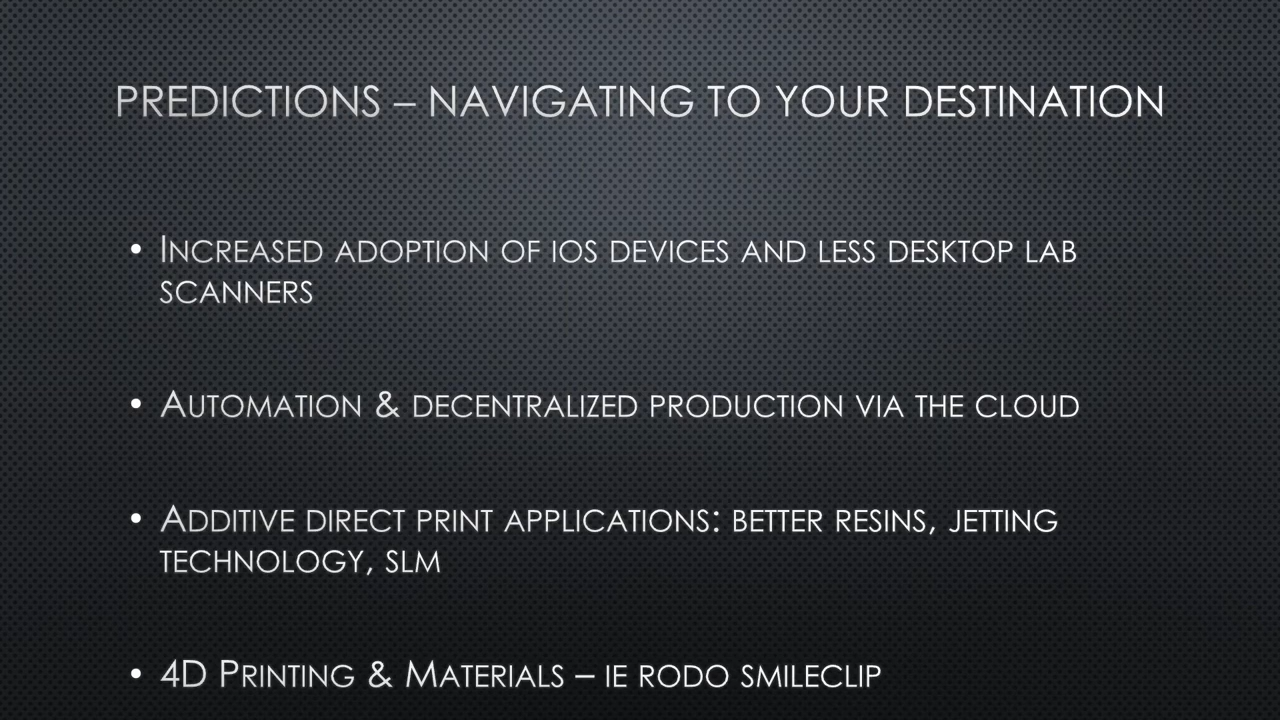 PREDICTIONS – NAVIGATING TO YOUR DESTINATION
• INCREASED ADOPTION OF IOS DEVICES AND LESS DESKTOP LAB
SCANNERS
• AUTOMATION & DECENTRALIZED PRODUCTION VIA THE CLOUD
• ADDITIVE DIRECT PRINT APPLICATIONS: BETTER RESINS, JETTING
TECHNOLOGY, SLM
• 4D PRINTING & MATERIALS – IE RODO SMILECLIP